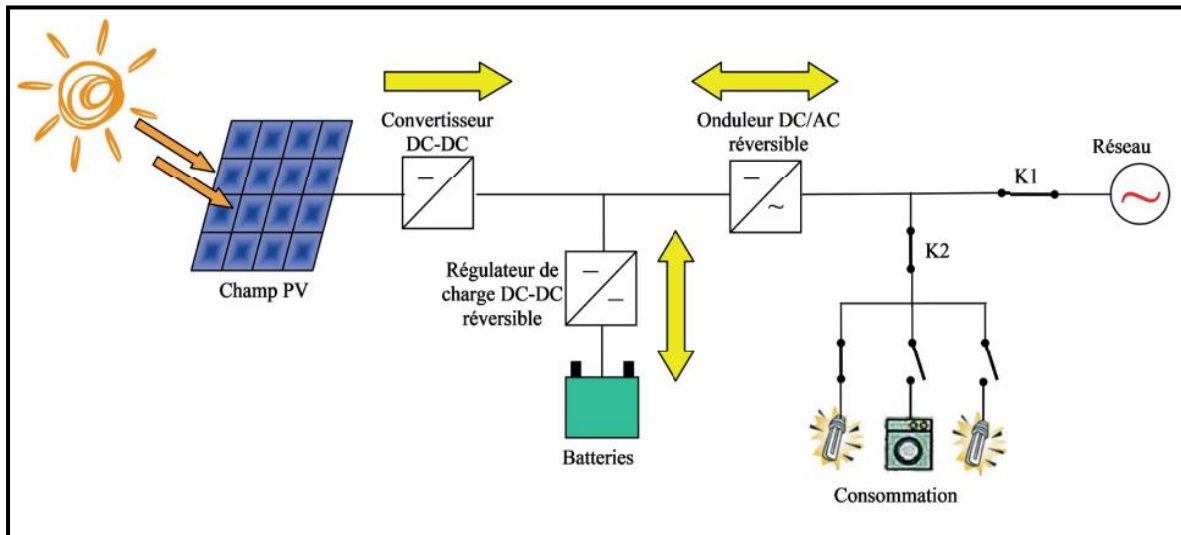 Convertisseur
DC-DC
Onduleur DC/AC
réversible
Réseau
K1
K2
Champ PV
Régulateur de
charge DC-DC
réversible
Batteries
Consommation